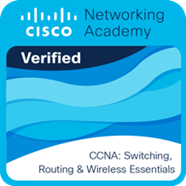 CISCO
Networking
Academy
Verified
CCNA: Switching,
Routing & Wireless Essentials